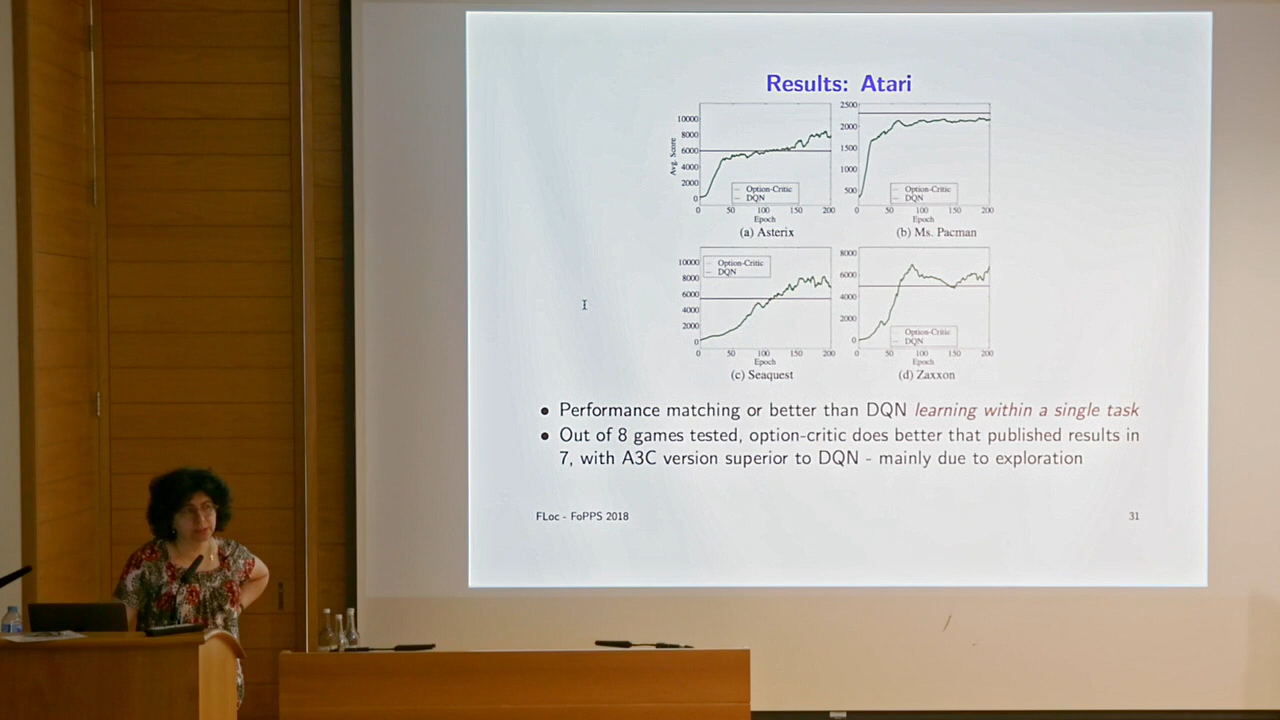 Results: Atari
10000
8000
6000
4000
2000
0
Avg. Score
Option-Critic
DQN
0 50 100 150 200
Epoch
(a) Asterix
2500
2000
1500
1000
500
Option-Critic
DQN
0 50 100 150 200
Epoch
(b) Ms. Pacman
10000
8000
6000
4000
2000
0
Option-Critic
DQN
0 50 100 150 200
Epoch
(c) Seaquest
8000
6000
4000
2000
0
Option-Critic
DQN
0 50 100 150 200
Epoch
(d) Zaxxon
• Performance matching or better than DQN learning within a single task
• Out of 8 games tested, option-critic does better that published results in
7, with A3C version superior to DQN - mainly due to exploration
FLoc - FoPPS 2018
31